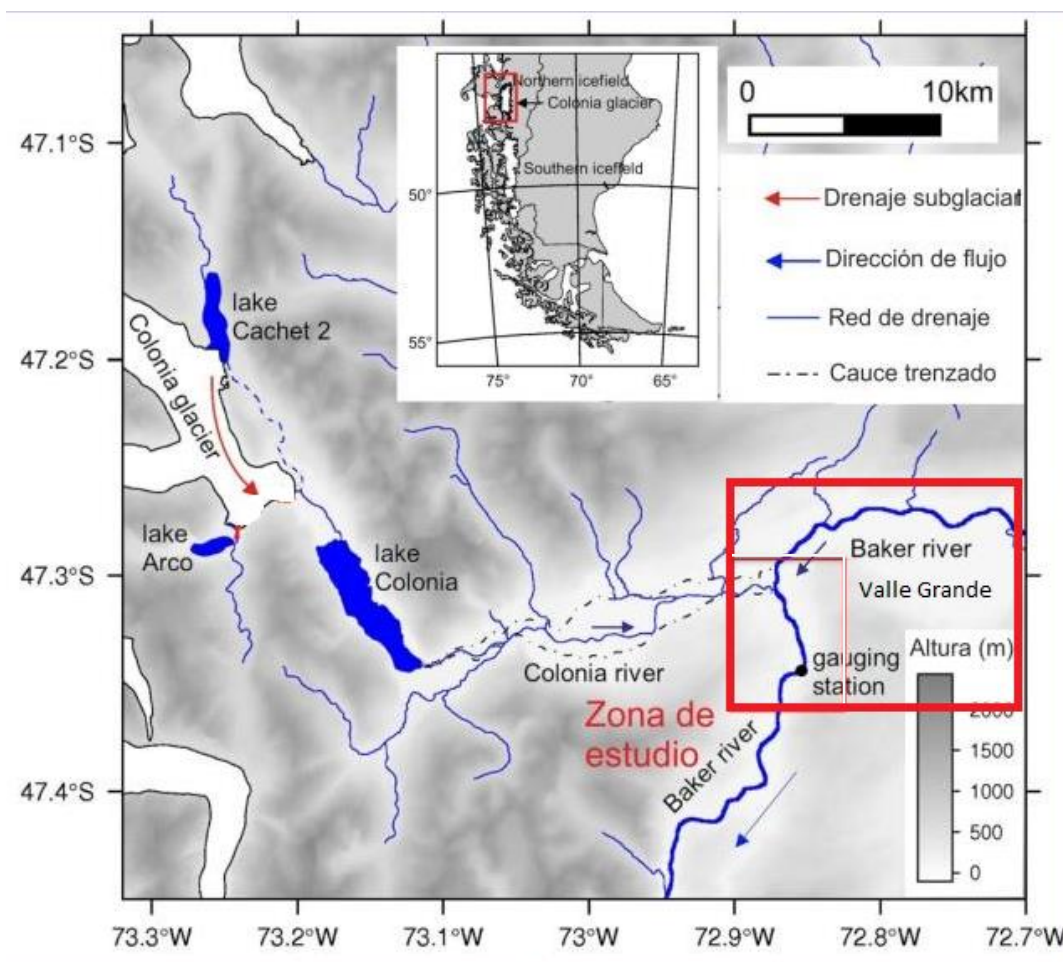 Northern icefield
Colonia glacier
Southern icefield
50°
55°
75°
70°
65°
0
10km
Drenaje subglacial
Dirección de flujo
Red de drenaje
Cauce trenzado
47.1°S
47.2°S
47.3°S
47.4°S
lake
Cachet 2
Colonia glacier
lake
Arco
lake
Colonia
Colonia river
Baker river
Valle Grande
gauging
station
Zona de
estudio
Baker river
Altura (m)
2000
1500
1000
500
0
73.3°W
73.2°W
73.1°W
73°W
72.9°W
72.8°W
72.7°W